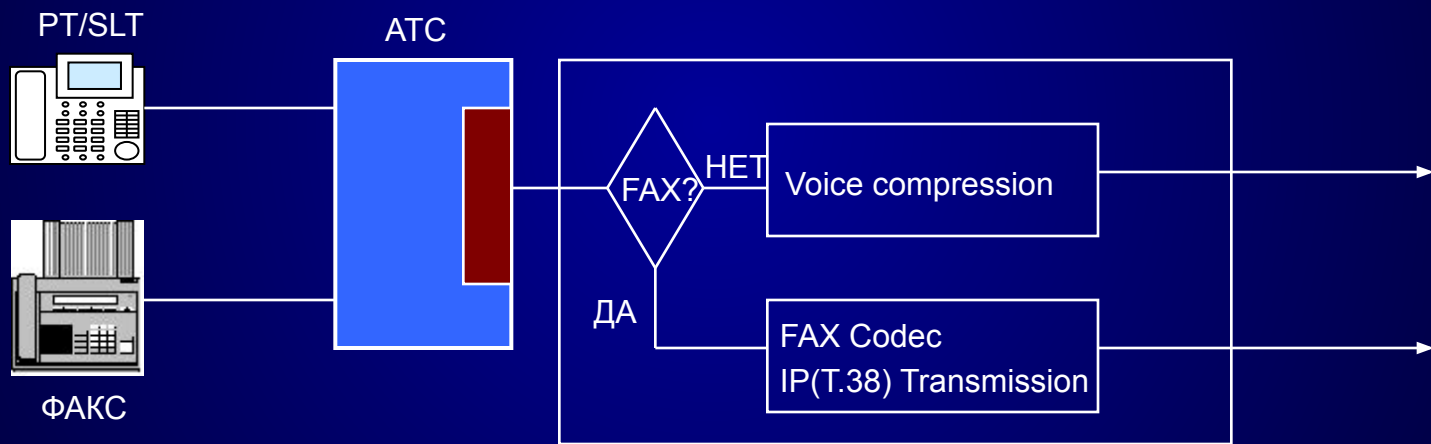 PT/SLT
АТС
FAX?
НЕТ
Voice compression
ДА
FAX Codec
IP(T.38) Transmission
ФАКС